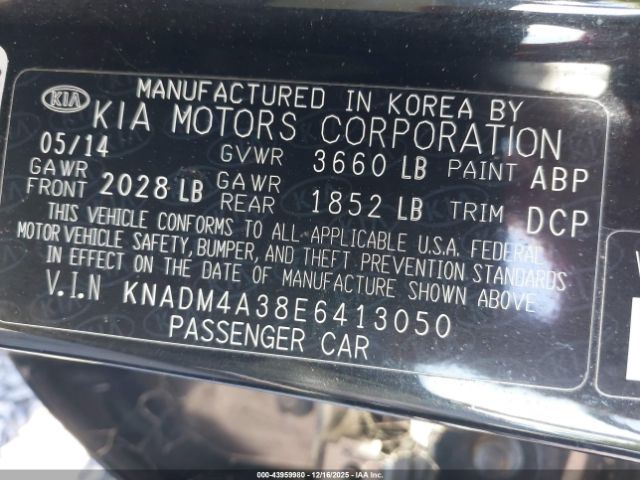 KIA MANUFACTURED IN KOREA BY
KIA MOTORS CORPORATION
05/14 GVWR 3660 LB PAINT ABP
GAWR FRONT 2028 LB GAWR REAR 1852 LB TRIM DCP
THIS VEHICLE CONFORMS TO ALL APPLICABLE U.S.A. FEDERAL
MOTOR VEHICLE SAFETY, BUMPER, AND THEFT PREVENTION STANDARDS
IN EFFECT ON THE DATE OF MANUFACTURE SHOWN ABOVE
V.I.N KNADM4A38E6413050
PASSENGER CAR
000-43959980 - 12/16/2025 - IAAI.com